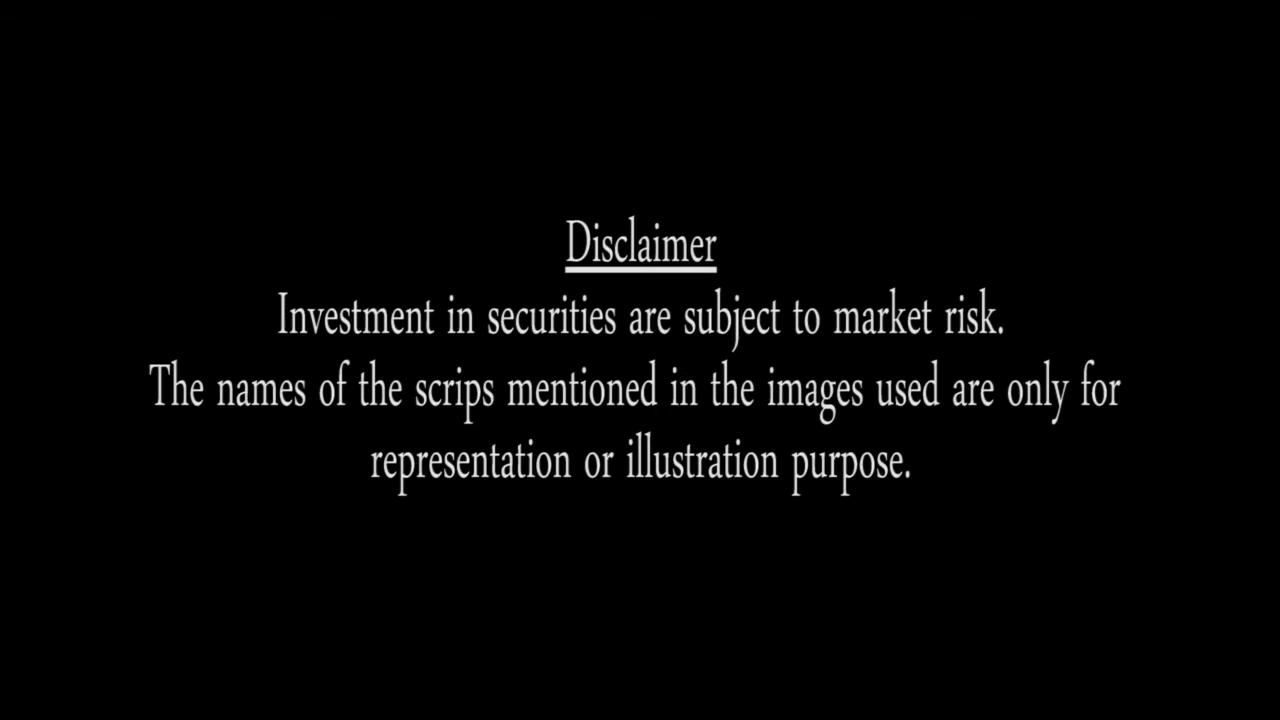 Disclaimer
Investment in securities are subject to market risk.
The names of the scrips mentioned in the images used are only for
representation or illustration purpose.